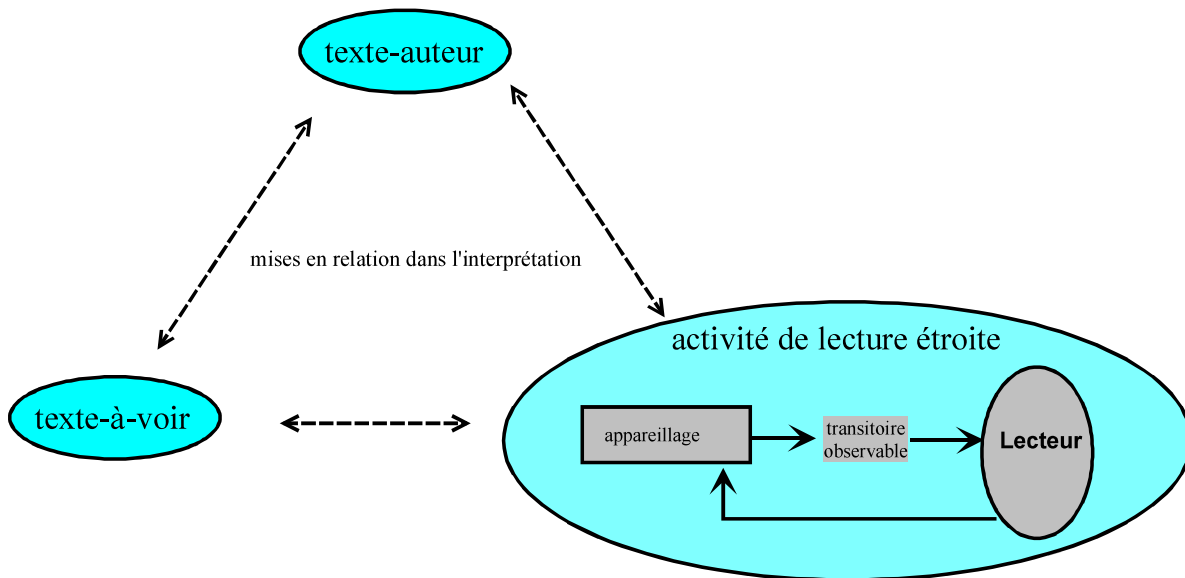 texte-auteur
mises en relation dans l'interprétation
activité de lecture étroite
texte-à-voir
appareillage
transitoire
observable
Lecteur